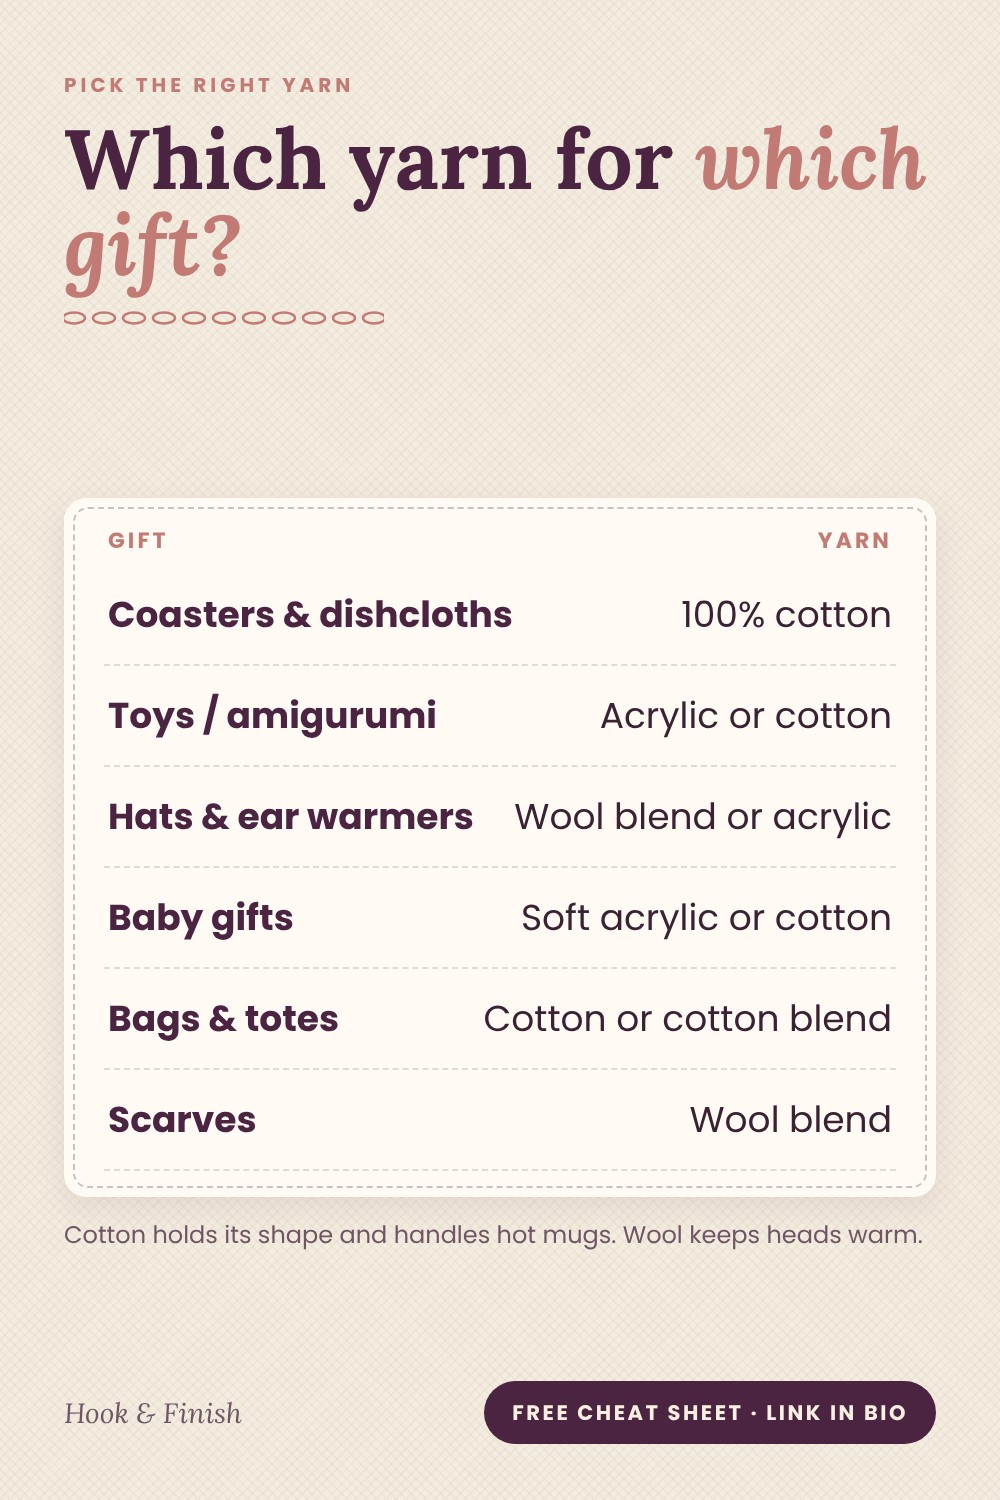 PICK THE RIGHT YARN
Which yarn for which
gift?
GIFT YARN
Coasters & dishcloths 100% cotton
Toys / amigurumi Acrylic or cotton
Hats & ear warmers Wool blend or acrylic
Baby gifts Soft acrylic or cotton
Bags & totes Cotton or cotton blend
Scarves Wool blend
Cotton holds its shape and handles hot mugs. Wool keeps heads warm.
Hook & Finish
FREE CHEAT SHEET · LINK IN BIO